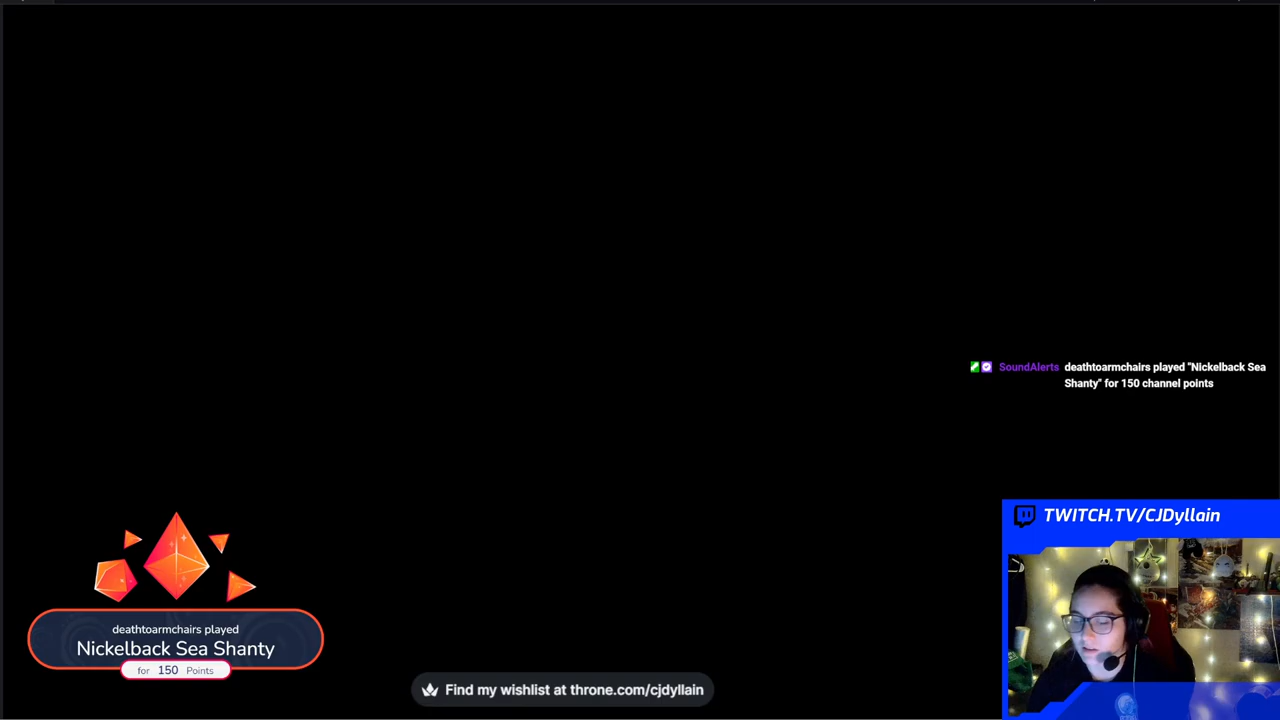 SoundAlerts deathtoarmchairs played "Nickelback Sea
Shanty" for 150 channel points
TWITCH.TV/CJDyllain
deathtoarmchairs played
Nickelback Sea Shanty
for 150 Points
Find my wishlist at throne.com/cjdyllain